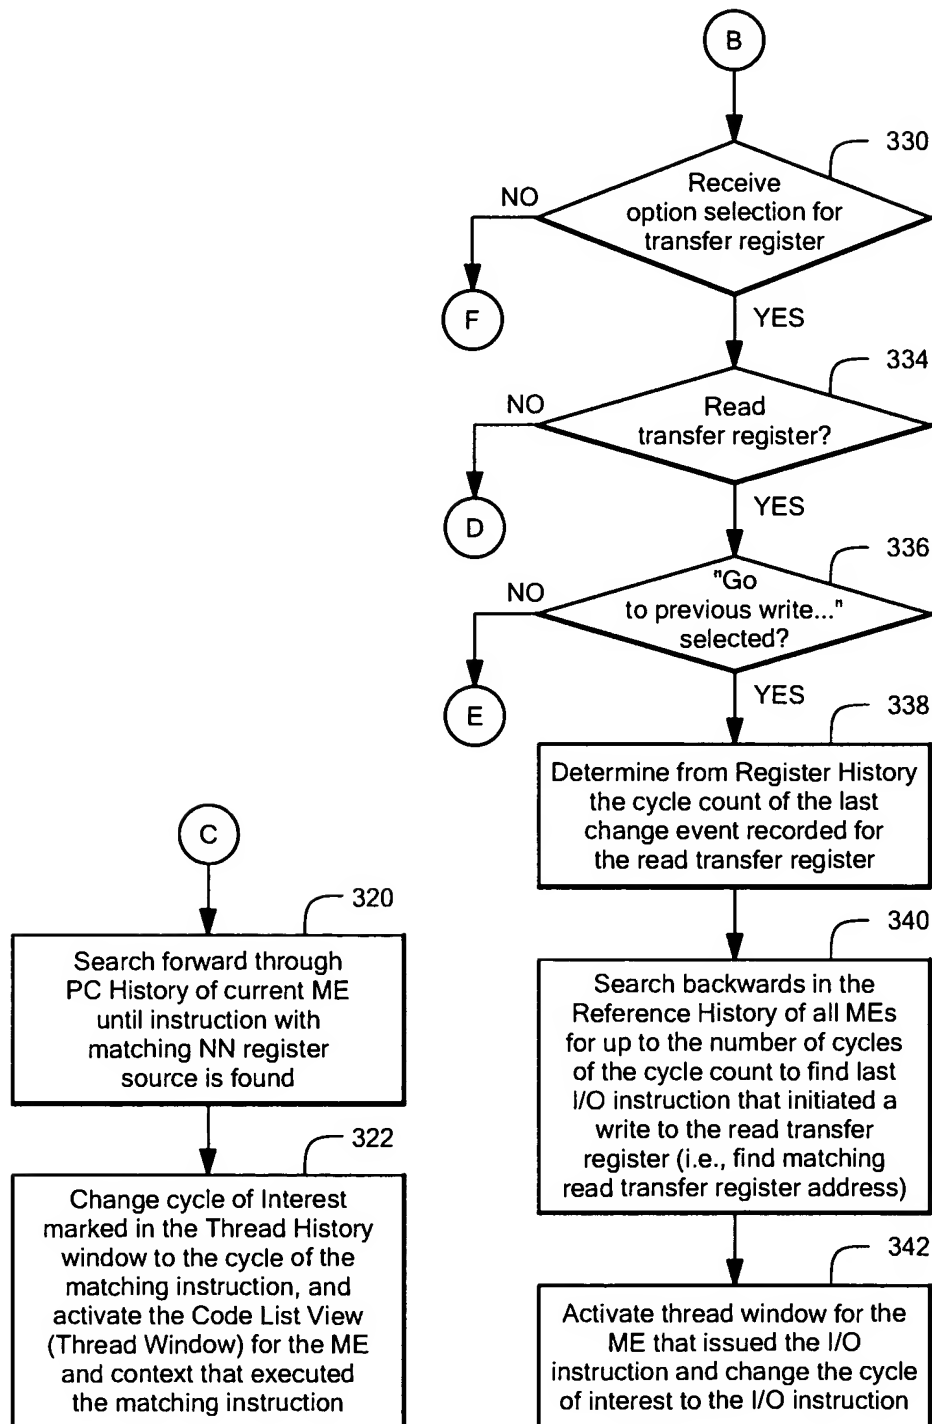 B
330
Receive
option selection for
transfer register
NO
F
YES
334
Read
transfer register?
NO
D
YES
336
"Go
to previous write..."
selected?
NO
E
YES
338
Determine from Register History
the cycle count of the last
change event recorded for
the read transfer register
340
Search backwards in the
Reference History of all MEs
for up to the number of cycles
of the cycle count to find last
I/O instruction that initiated a
write to the read transfer
register (i.e., find matching
read transfer register address)
342
Activate thread window for the
ME that issued the I/O
instruction and change the cycle
of interest to the I/O instruction
C
320
Search forward through
PC History of current ME
until instruction with
matching NN register
source is found
322
Change cycle of Interest
marked in the Thread History
window to the cycle of the
matching instruction, and
activate the Code List View
(Thread Window) for the ME
and context that executed
the matching instruction